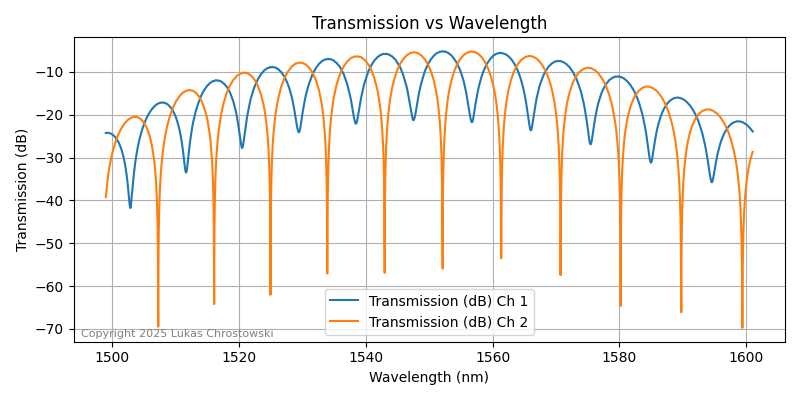 Transmission vs Wavelength
Transmission (dB)
−10
−20
−30
−40
−50
−60
−70
Transmission (dB) Ch 1
Transmission (dB) Ch 2
Copyright 2025 Lukas Chrostowski
1500 1520 1540 1560 1580 1600
Wavelength (nm)